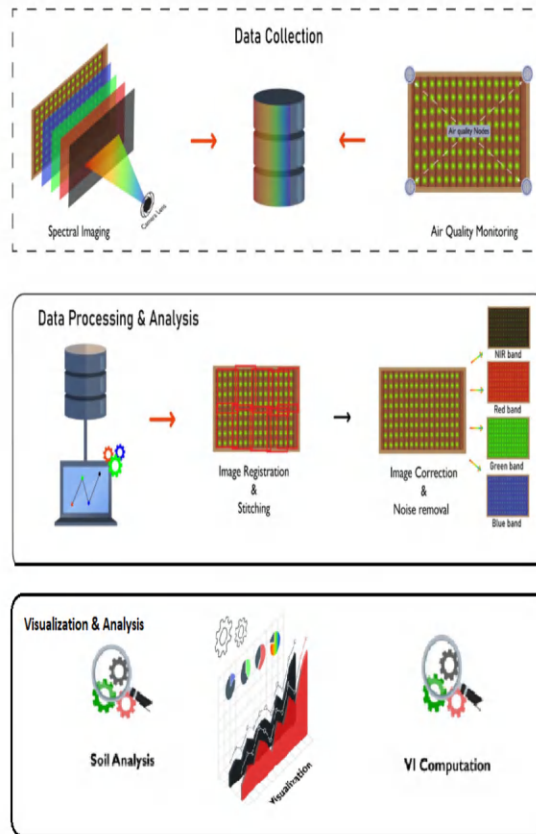 Data Collection
Air quality Nodes
Camera Lens
Spectral Imaging
Air Quality Monitoring
Data Processing & Analysis
NIR band
Red band
Green band
Blue band
Image Registration
&
Stitching
Image Correction
&
Noise removal
Visualization & Analysis
Soil Analysis
Visualization
VI Computation